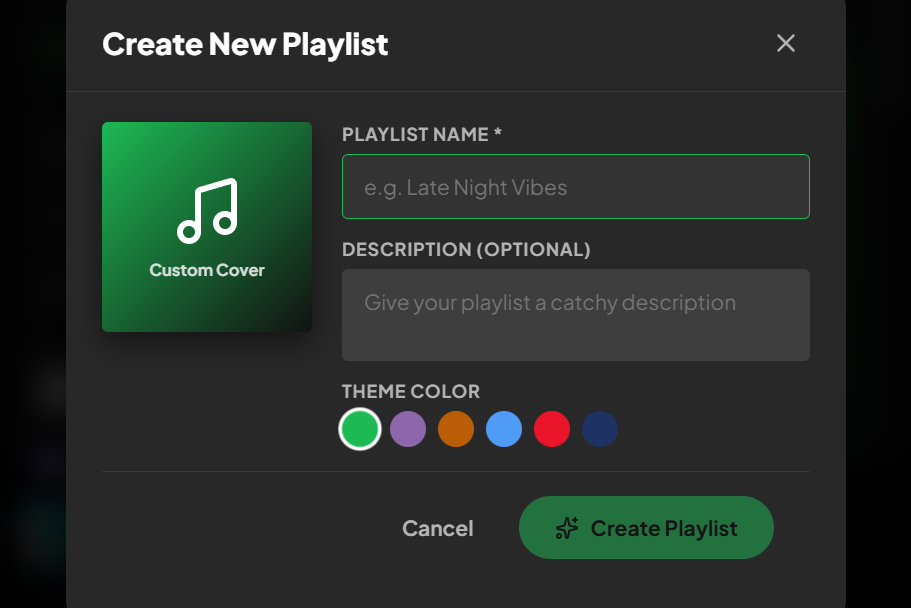 Create New Playlist
Custom Cover
PLAYLIST NAME *
e.g. Late Night Vibes
DESCRIPTION (OPTIONAL)
Give your playlist a catchy description
THEME COLOR
Cancel
Create Playlist